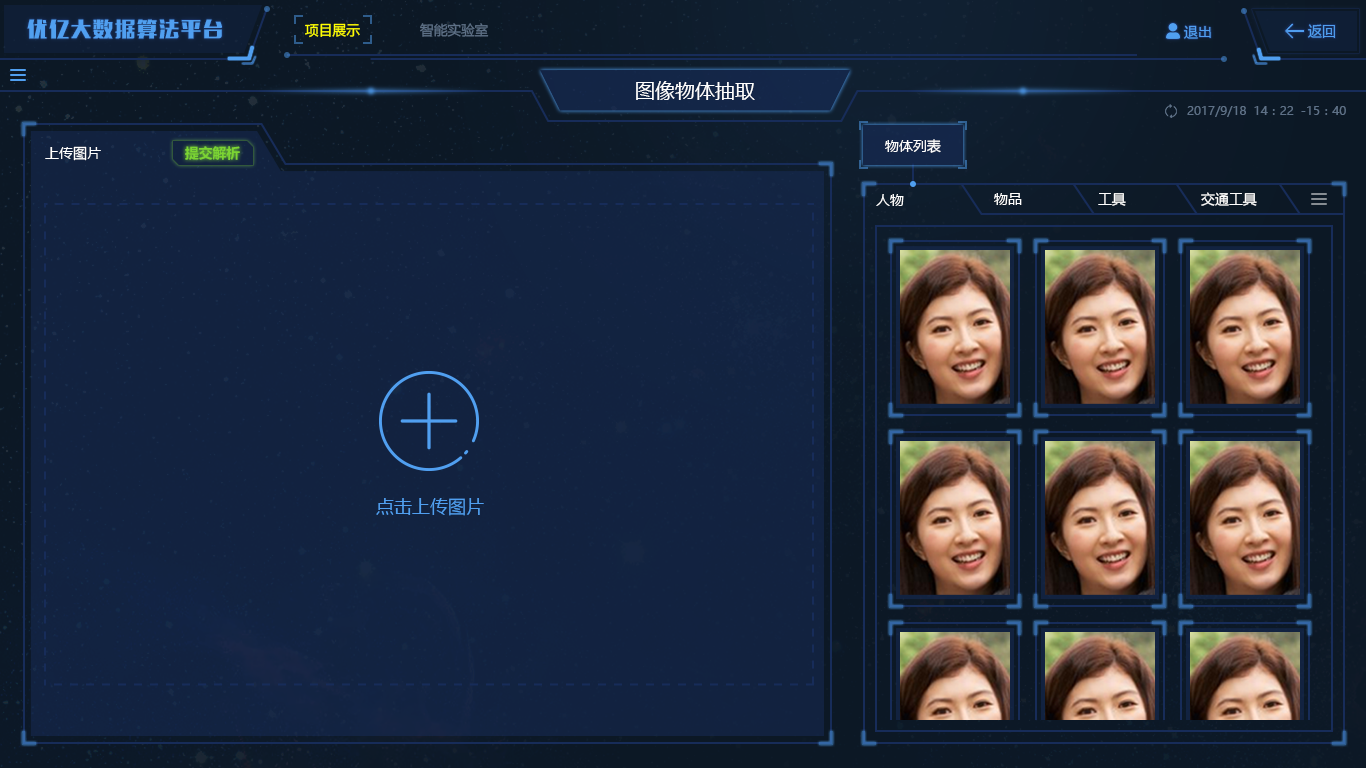 优亿大数据算法平台
项目展示
智能实验室
退出
返回
图像物体抽取
2017/9/18 14：22 -15：40
上传图片
提交解析
物体列表
人物
物品
工具
交通工具
点击上传图片